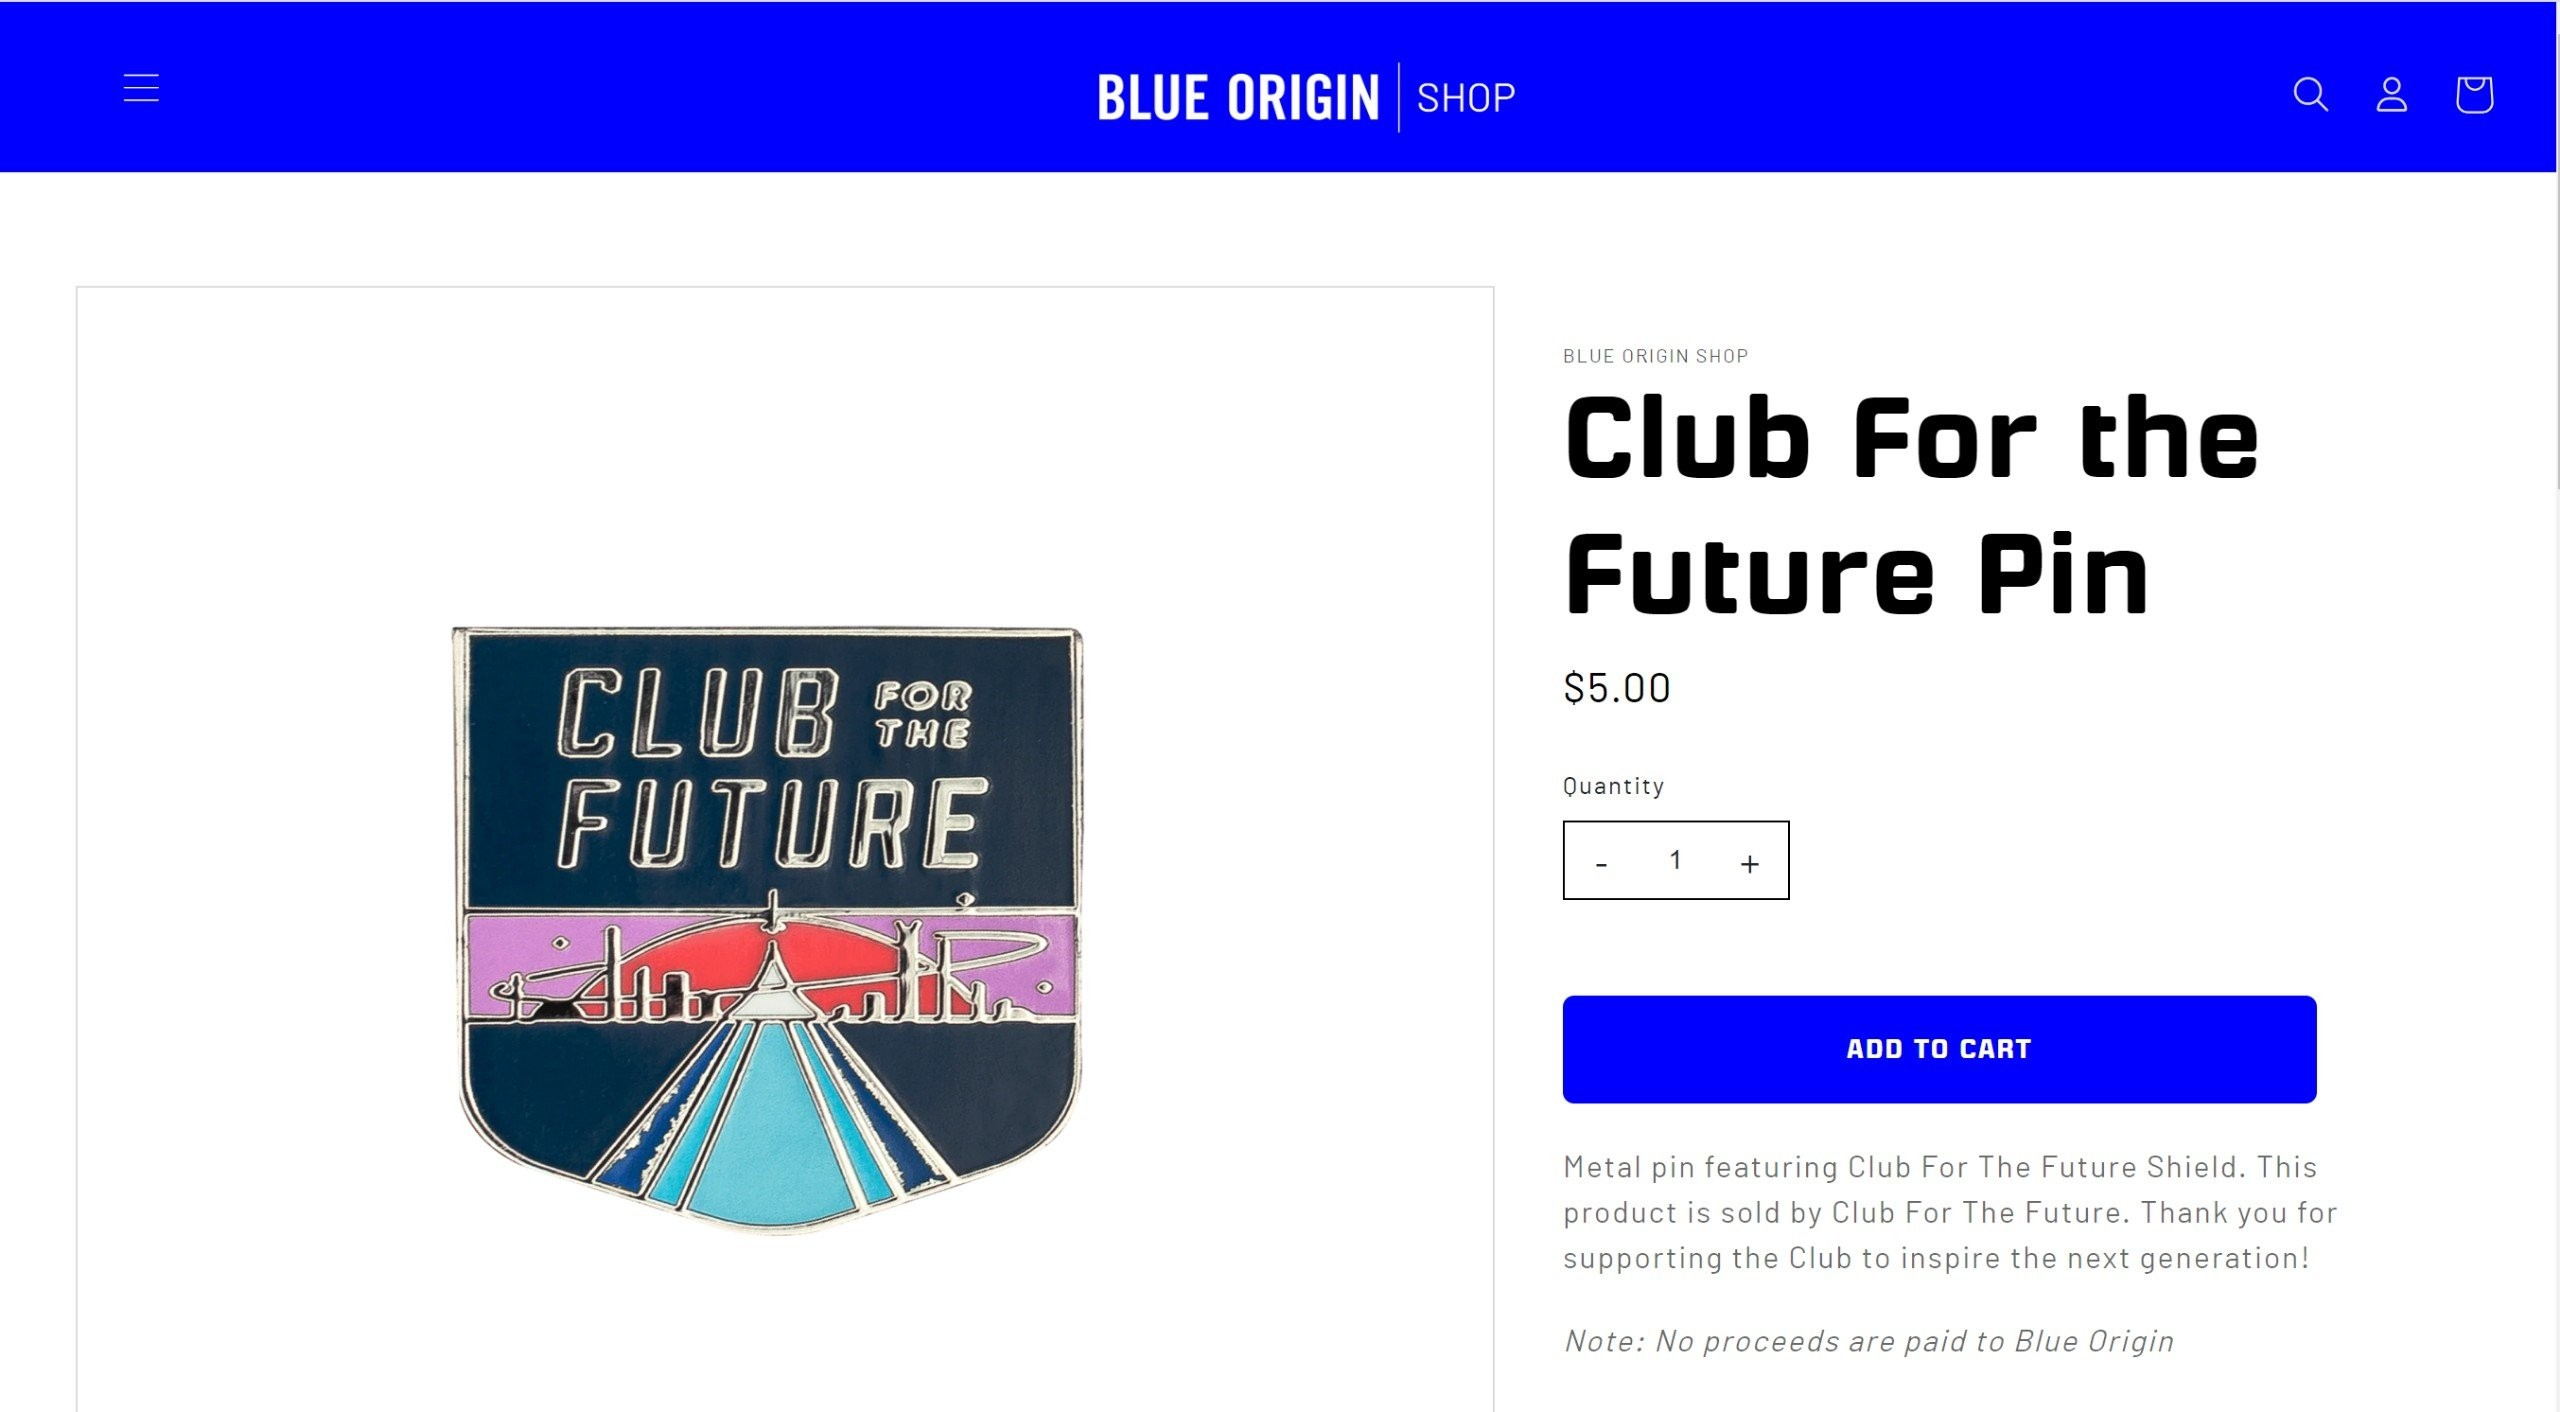 BLUE ORIGIN | SHOP
BLUE ORIGIN SHOP
Club For the
Future Pin
$5.00
Quantity
- 1 +
ADD TO CART
Metal pin featuring Club For The Future Shield. This
product is sold by Club For The Future. Thank you for
supporting the Club to inspire the next generation!
Note: No proceeds are paid to Blue Origin
CLUB FOR
THE
FUTURE